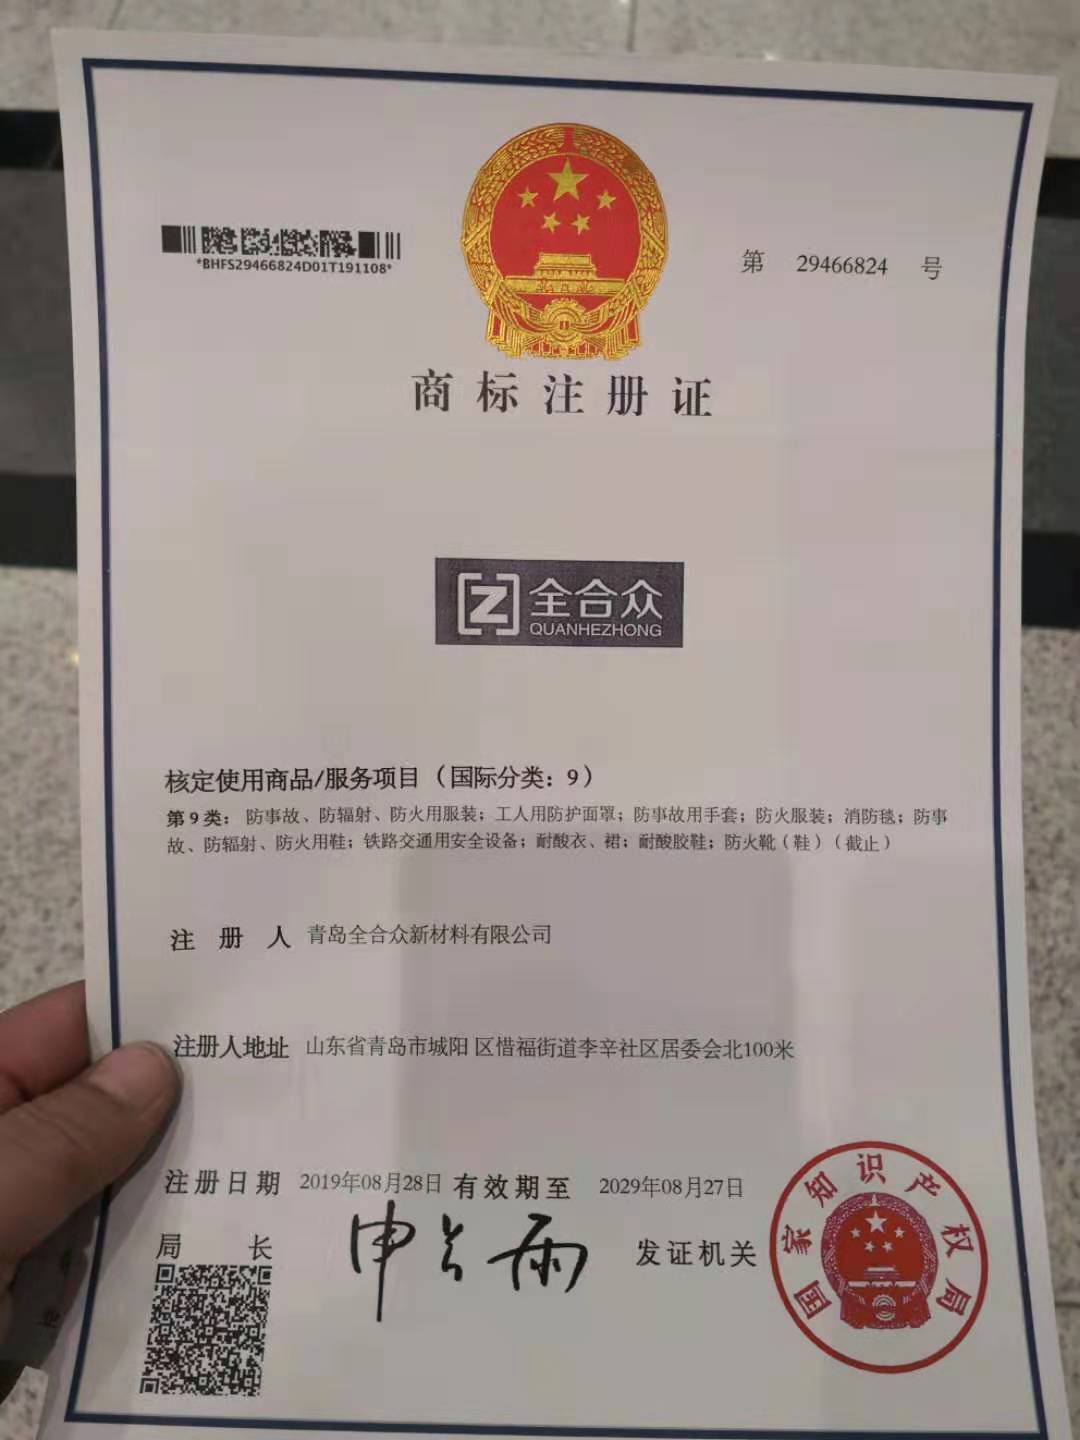 *BHFS29466824D01T191108*
第 29466824 号
商标注册证
Z 全合众
QUANHEZHONG
核定使用商品/服务项目（国际分类：9）
第9类：防事故、防辐射、防火用服装；工人用防护面罩；防事故用手套；防火服装；消防毯；防事
故、防辐射、防火用鞋；铁路交通用安全设备；耐酸衣、裙；耐酸胶鞋；防火靴（鞋）（截止）
注册人 青岛全合众新材料有限公司
注册人地址 山东省青岛市城阳 区惜福街道李辛社区居委会北100米
注册日期 2019年08月28日 有效期至 2029年08月27日
局长 申长雨 发证机关
国家知识产权局